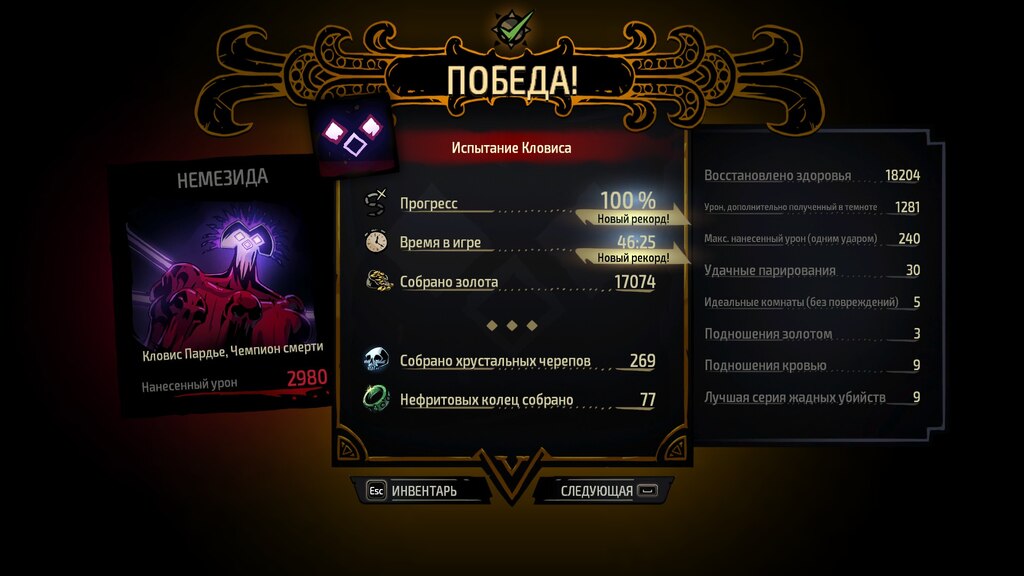 ПОБЕДА!
Испытание Кловиса
НЕМЕЗИДА
Кловис Пардье, Чемпион смерти
Нанесенный урон 2980
Прогресс 100 %
Новый рекорд!
Время в игре 46:25
Новый рекорд!
Собрано золота 17074
Собрано хрустальных черепов 269
Нефритовых колец собрано 77
Восстановлено здоровья 18204
Урон, дополнительно полученный в темноте 1281
Макс. нанесенный урон (одним ударом) 240
Удачные парирования 30
Идеальные комнаты (без повреждений) 5
Подношения золотом 3
Подношения кровью 9
Лучшая серия жадных убийств 9
Esc ИНВЕНТАРЬ
СЛЕДУЮЩАЯ